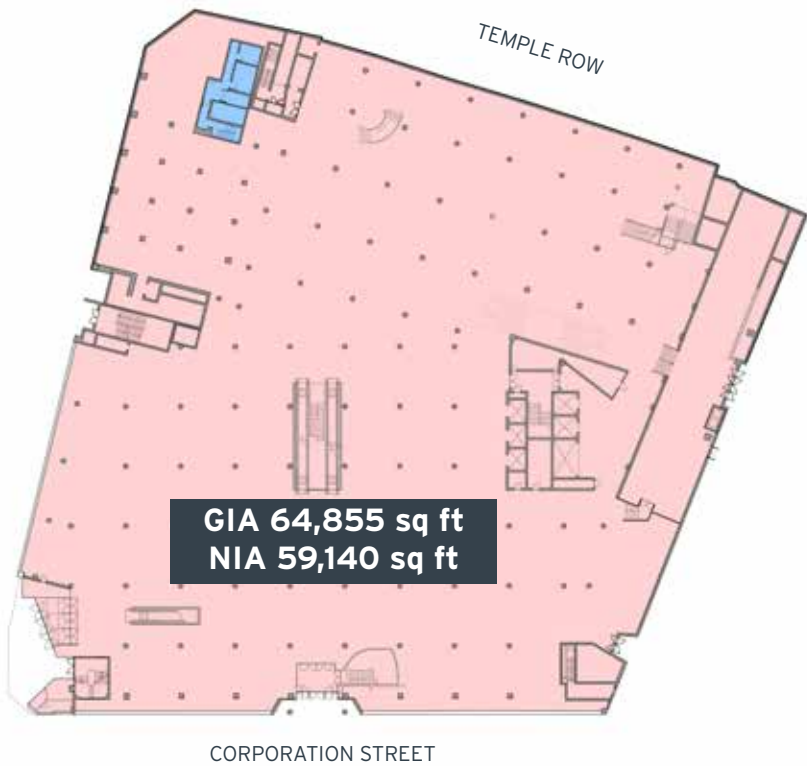 TEMPLE ROW
GIA 64,855 sq ft
NIA 59,140 sq ft
CORPORATION STREET